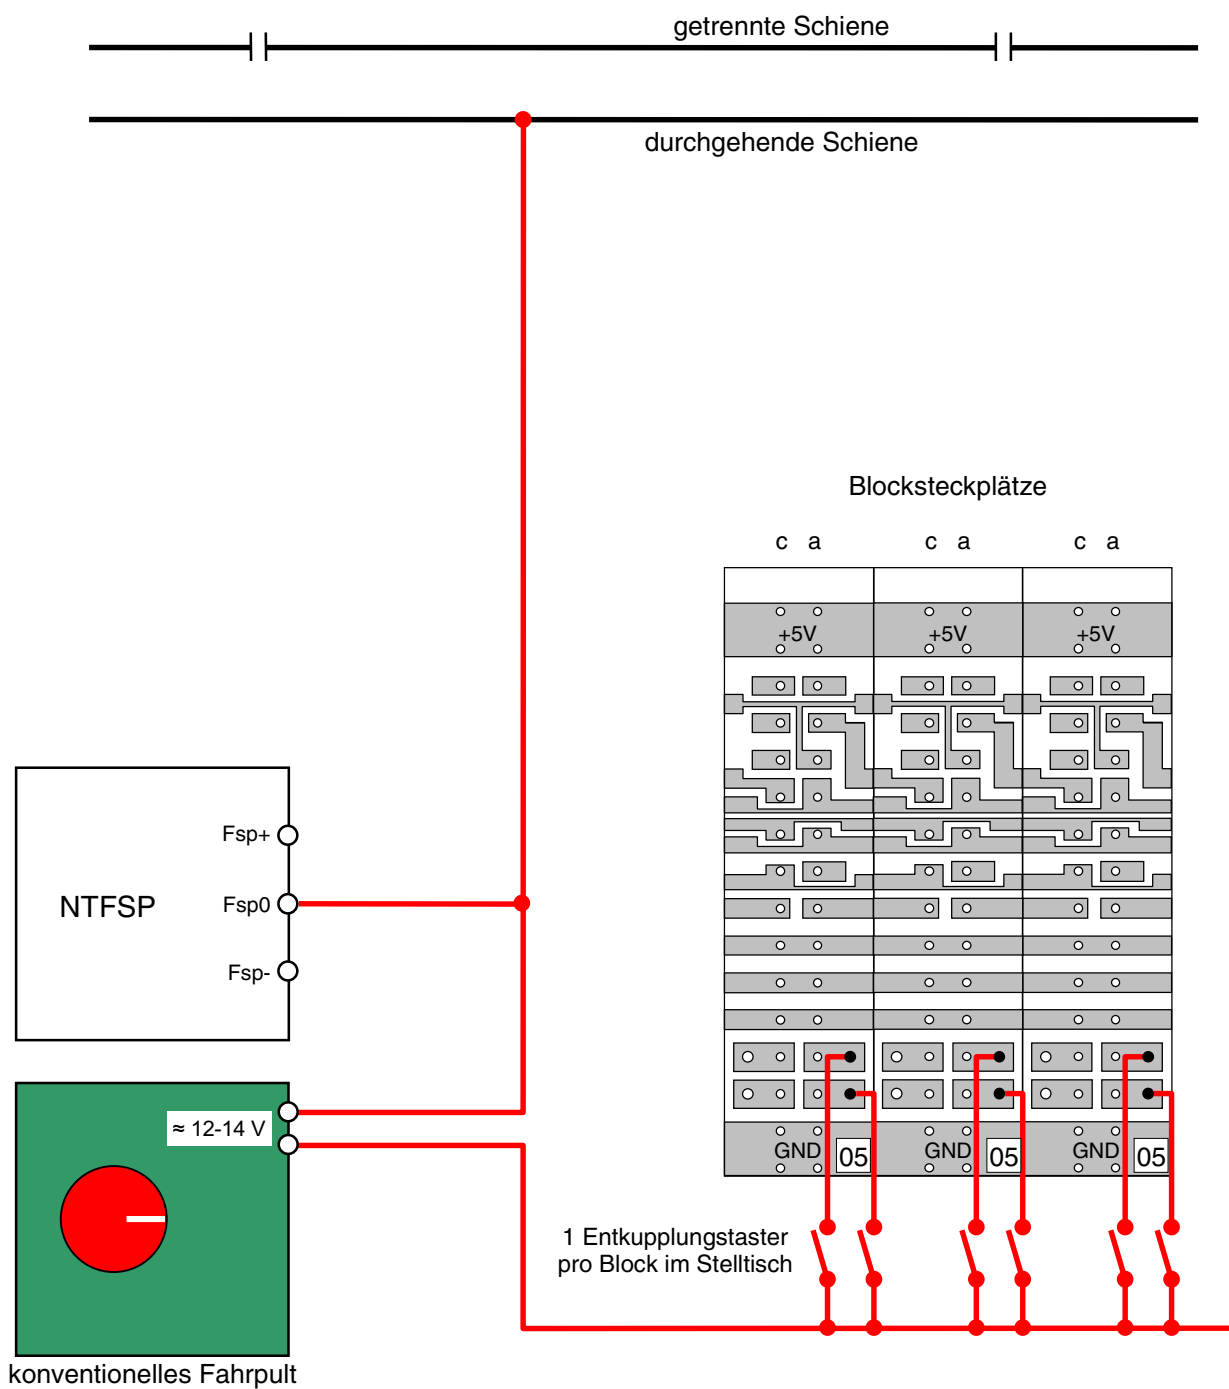 getrennte Schiene
durchgehende Schiene
Blocksteckplätze
c a c a c a
+5V +5V +5V
Fsp+
NTFSP Fsp0
Fsp-
≈ 12-14 V
GND 05 GND 05 GND 05
1 Entkupplungstaster
pro Block im Stelltisch
konventionelles Fahrpult